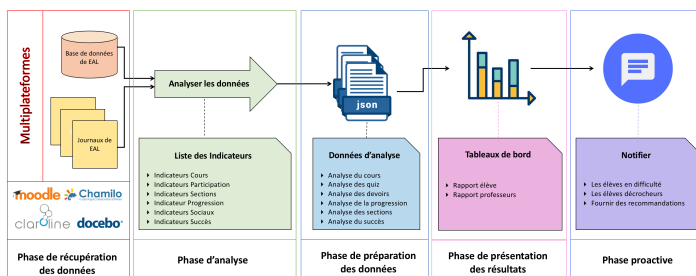 Multiplateformes
Base de données
de EAL
Journaux de
EAL
moodle
Chamilo
claroline
docebo
Phase de récupération
des données
Analyser les données
Liste des Indicateurs
Indicateurs Cours
Indicateurs Participation
Indicateurs Sections
Indicateur Progression
Indicateurs Sociaux
Indicateurs Succès
Phase d'analyse
json
Données d'analyse
Analyse du cours
Analyse des quiz
Analyse des devoirs
Analyse de la progression
Analyse des sections
Analyse du succès
Phase de préparation
des données
Tableaux de bord
Rapport élève
Rapport professeurs
Phase de présentation
des résultats
Notifier
Les élèves en difficulté
Les élèves décrocheurs
Fournir des recommandations
Phase proactive